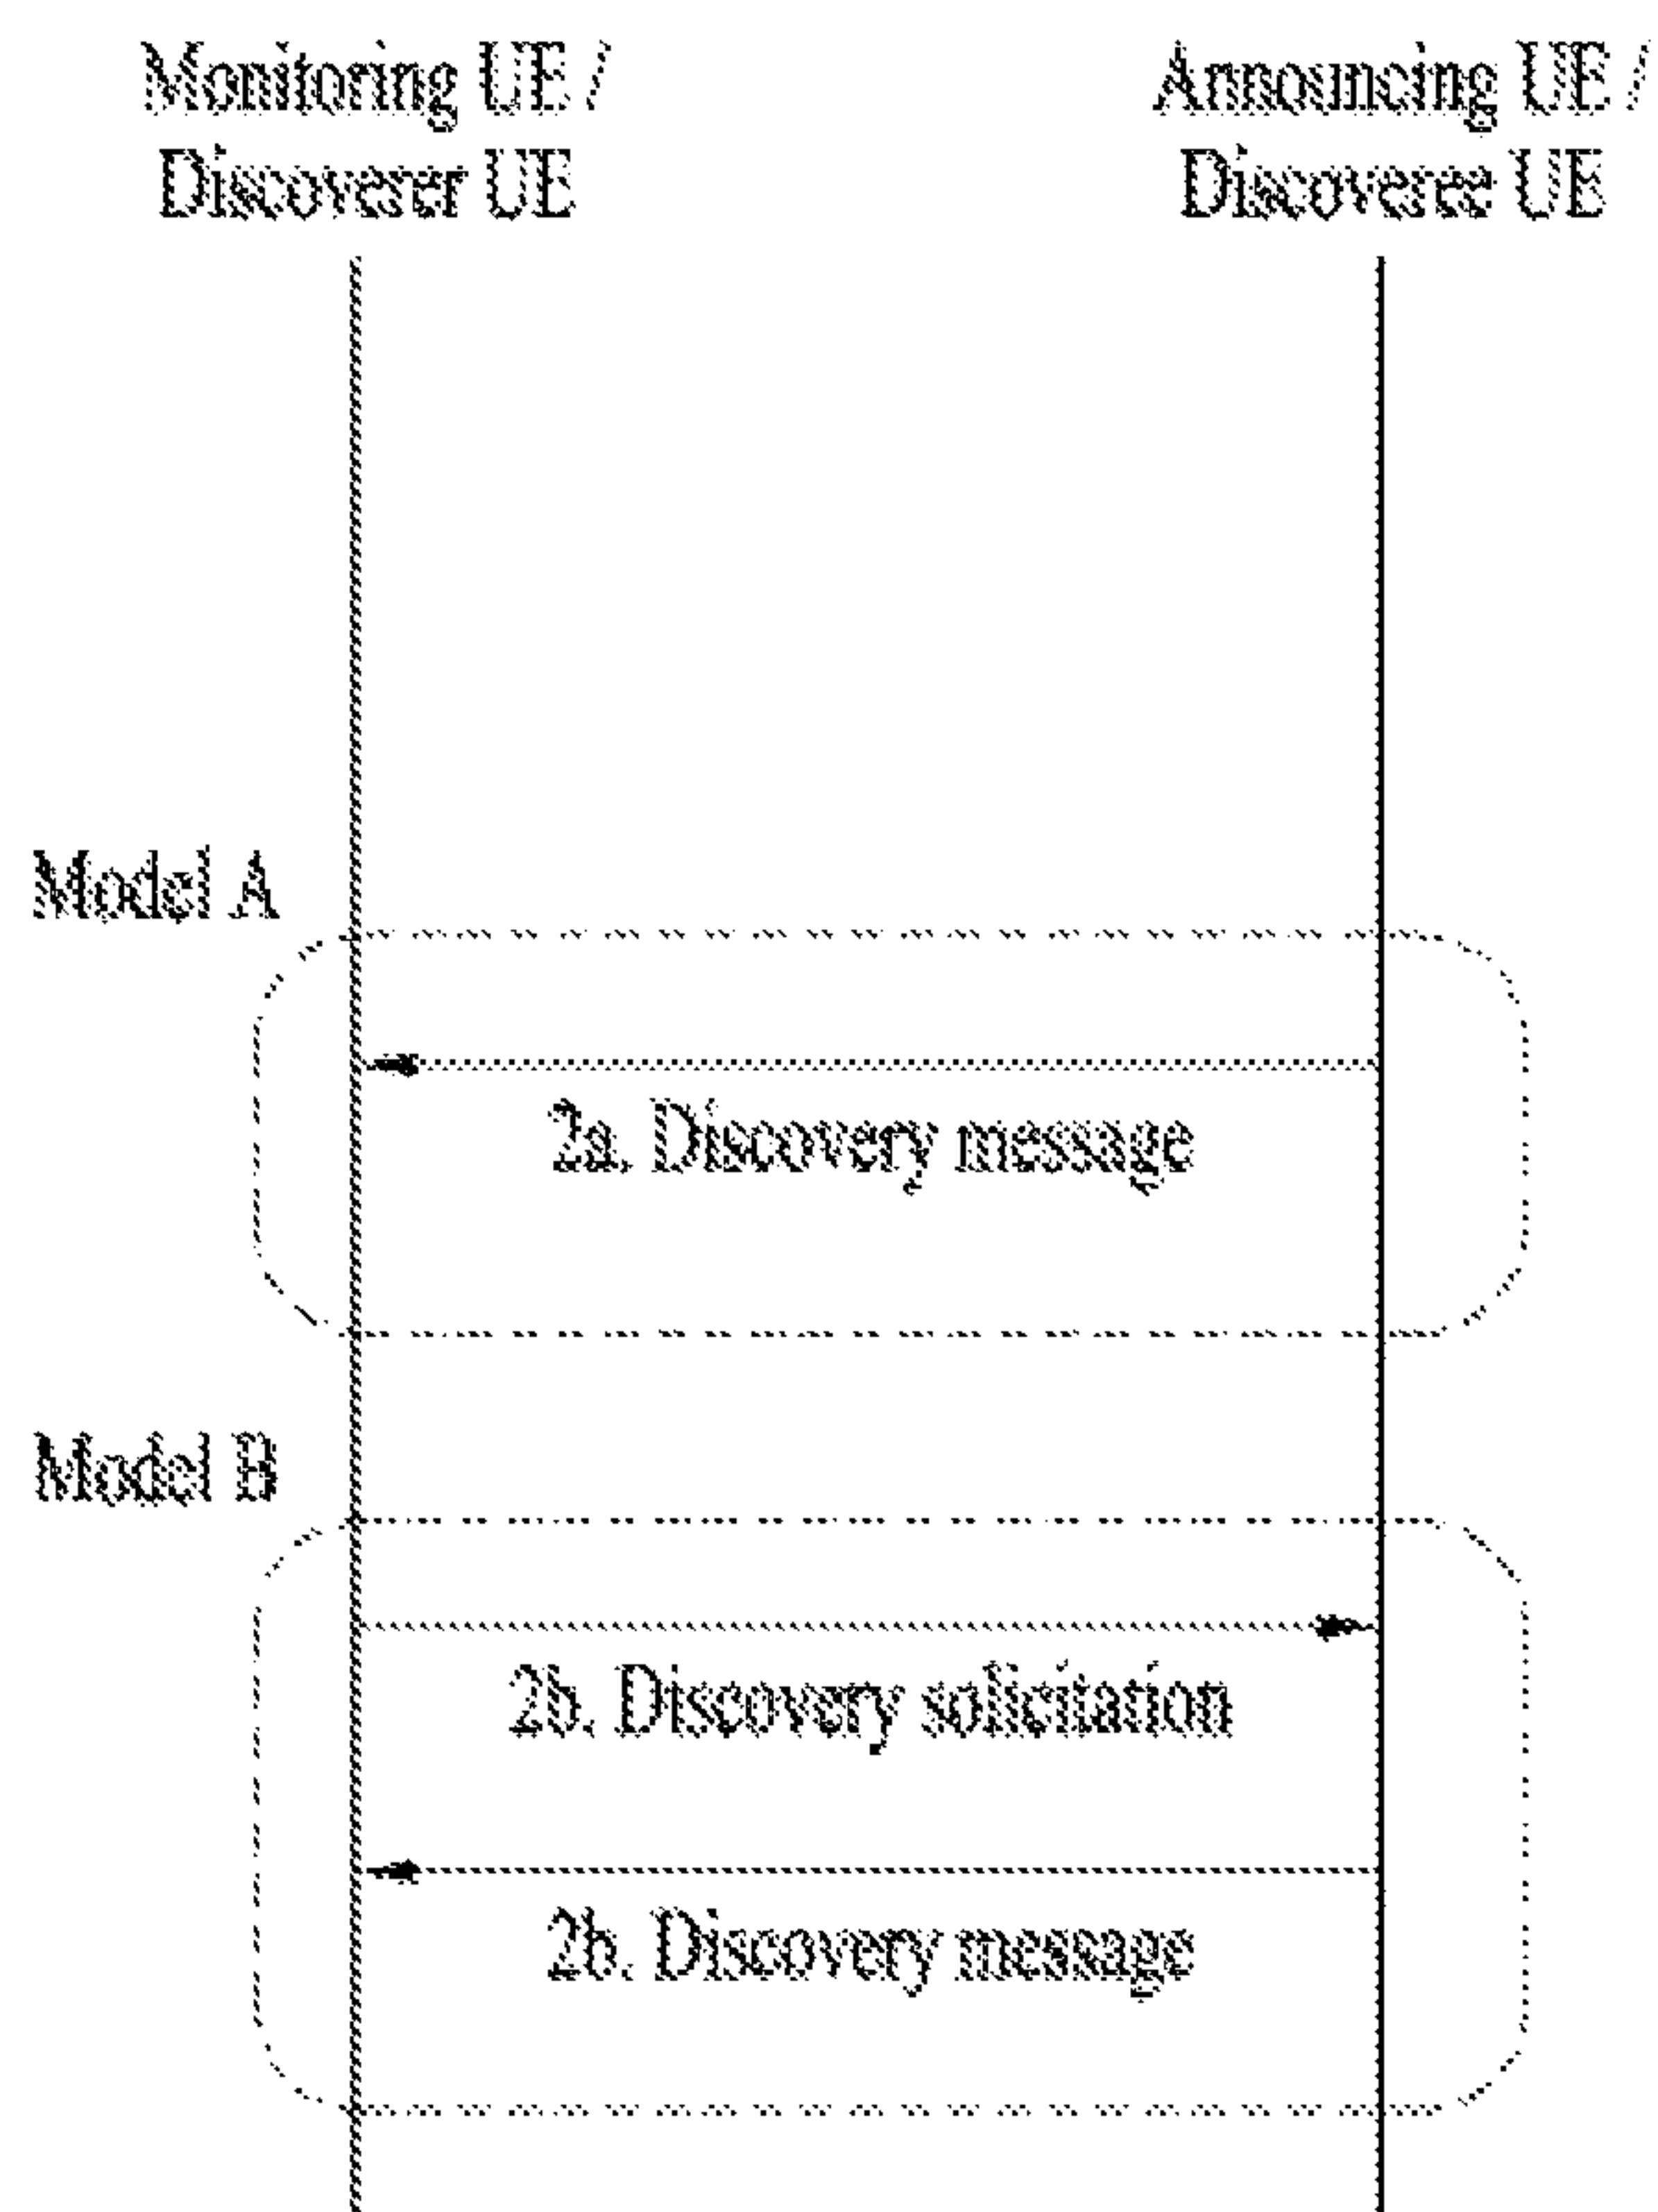 Monitoring UE /
Discoverer UE
Announcing UE /
Discoveree UE
Model A
2a. Discovery message
Model B
2b. Discovery solicitation
2b. Discovery message